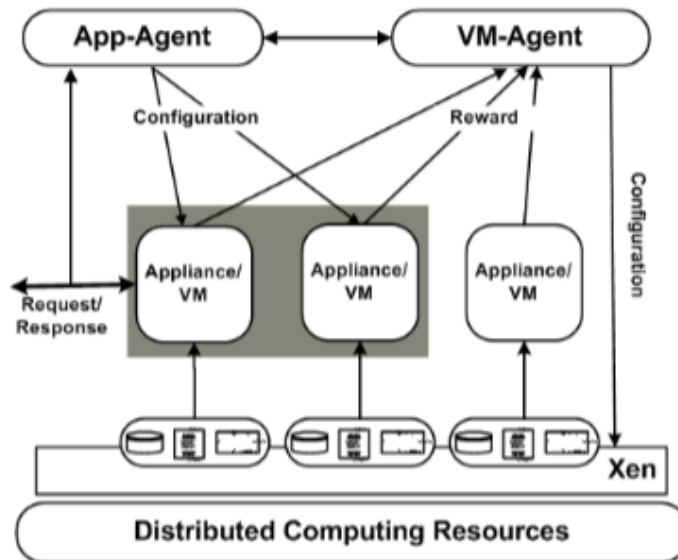 App-Agent
VM-Agent
Configuration
Reward
Configuration
Appliance/
VM
Appliance/
VM
Appliance/
VM
Request/
Response
Xen
Distributed Computing Resources